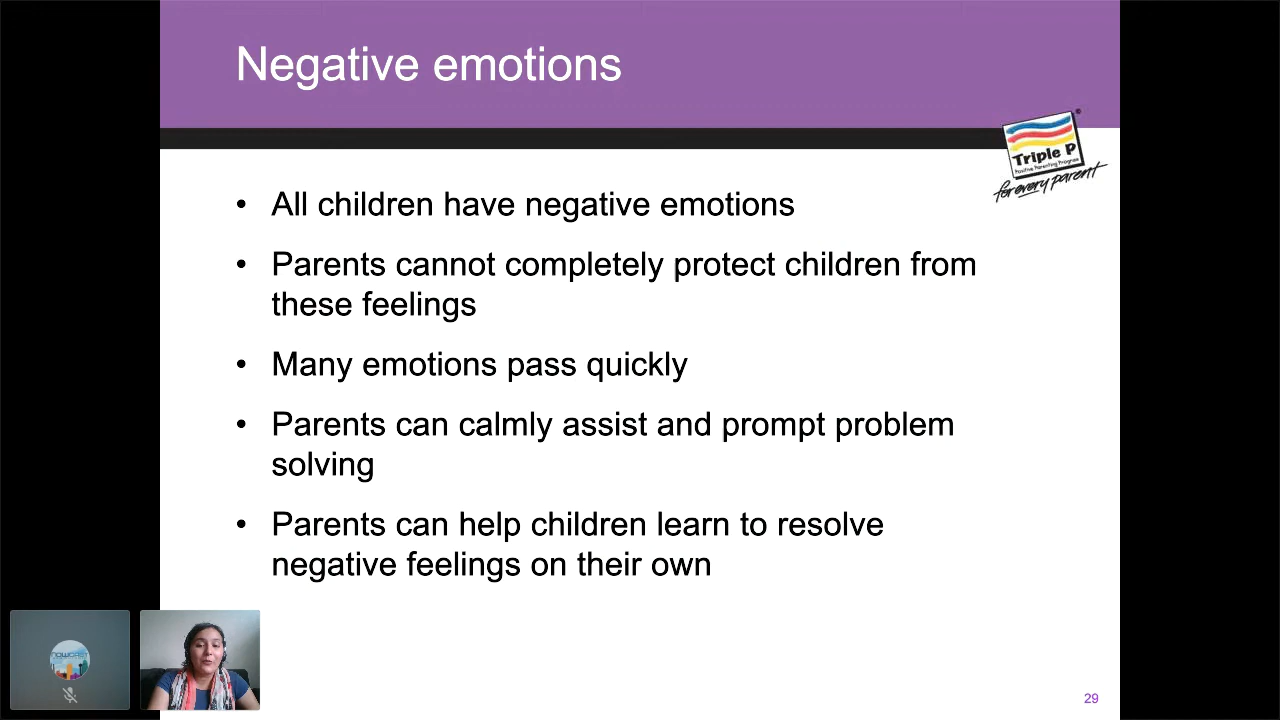 Negative emotions
Triple P
Positive Parenting Program
for every parent
• All children have negative emotions
• Parents cannot completely protect children from
these feelings
• Many emotions pass quickly
• Parents can calmly assist and prompt problem
solving
• Parents can help children learn to resolve
negative feelings on their own
29